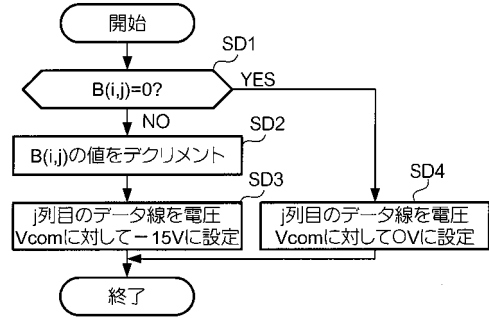 開始
SD1
B(i,j)=0?
YES
NO
SD2
B(i,j)の値をデクリメント
SD3
j列目のデータ線を電圧
Vcomに対して－15Vに設定
SD4
j列目のデータ線を電圧
Vcomに対して0Vに設定
終了